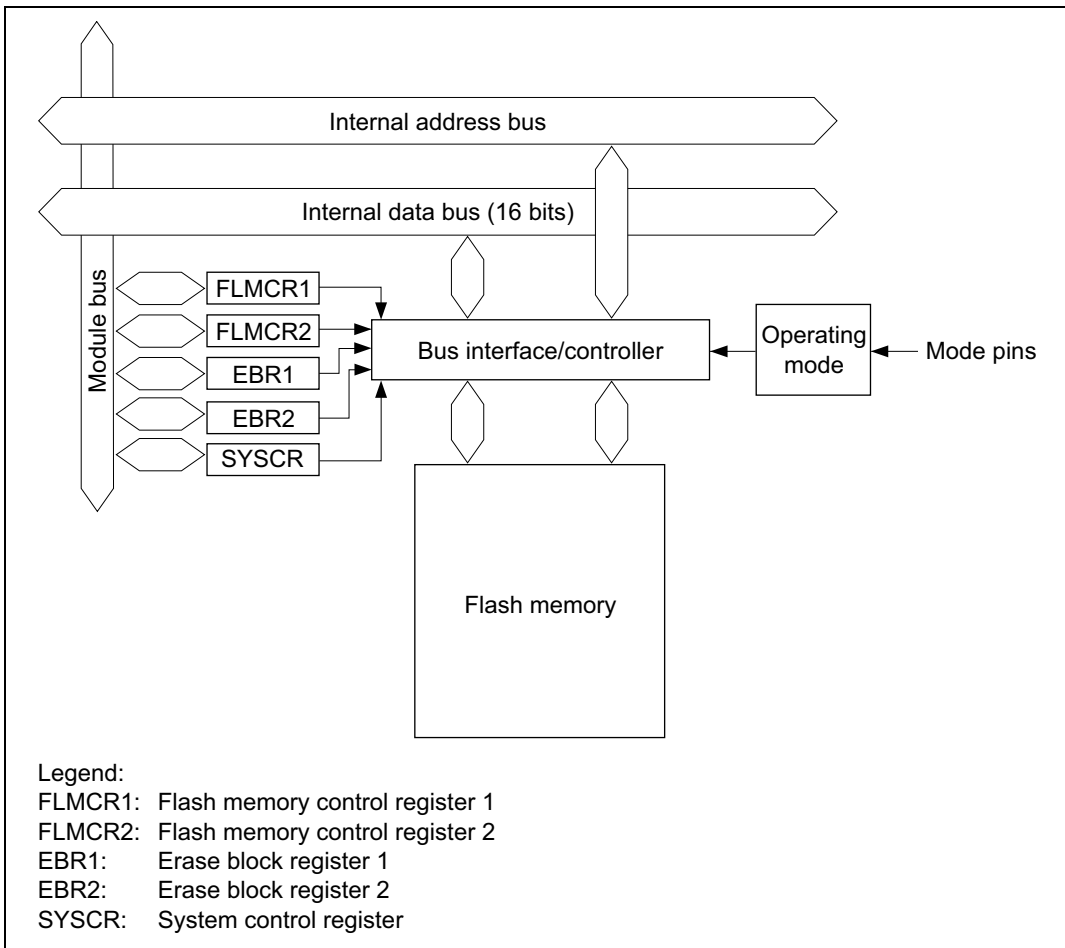 Internal address bus
Internal data bus (16 bits)
Module bus
FLMCR1
FLMCR2
EBR1
EBR2
SYSCR
Bus interface/controller
Operating
mode
Mode pins
Flash memory
Legend:
FLMCR1: Flash memory control register 1
FLMCR2: Flash memory control register 2
EBR1: Erase block register 1
EBR2: Erase block register 2
SYSCR: System control register